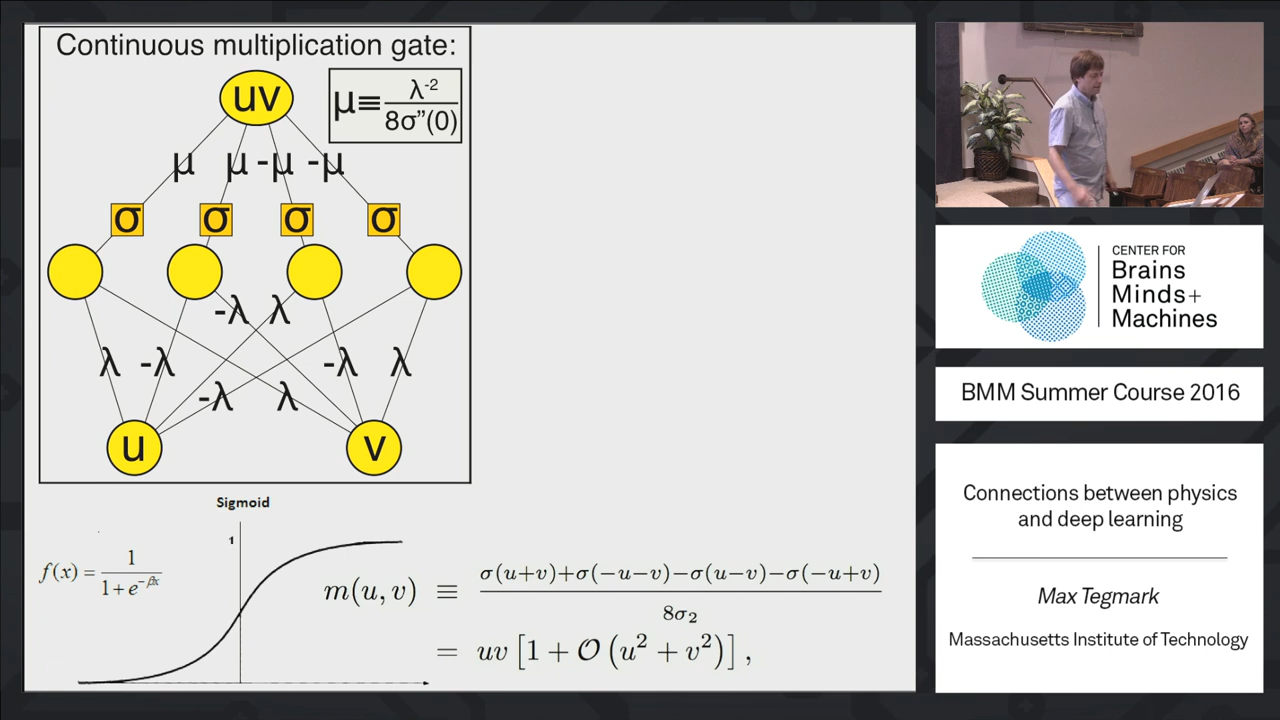 Continuous multiplication gate:
uv
μ≡λ⁻²/8σ”(0)
μ μ -μ -μ
σ σ σ σ
-λ λ
λ -λ -λ λ
-λ λ
u v
Sigmoid
1
f(x) = 1/(1+e^{-βx})
m(u, v) ≡ σ(u+v)+σ(−u−v)−σ(u−v)−σ(−u+v)/8σ₂
= uv [1 + O (u² + v²)] ,
CENTER FOR
Brains
Minds+
Machines
BMM Summer Course 2016
Connections between physics
and deep learning
Max Tegmark
Massachusetts Institute of Technology